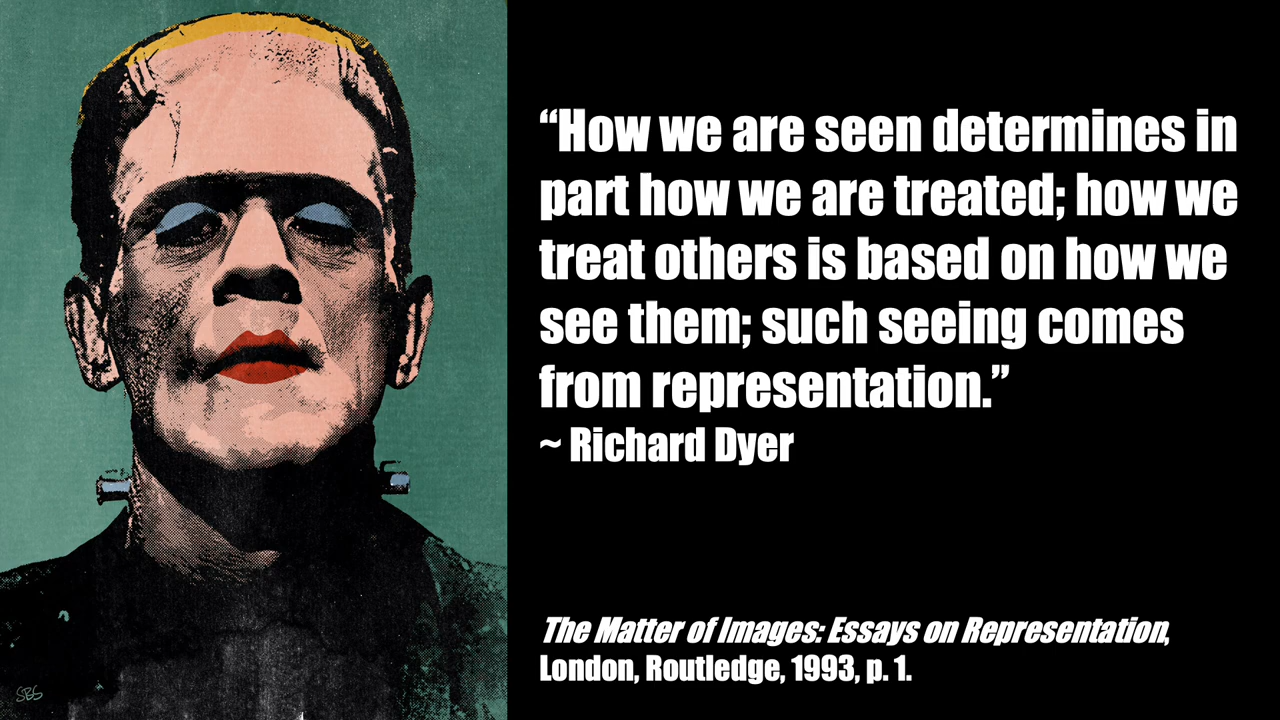 “How we are seen determines in
part how we are treated; how we
treat others is based on how we
see them; such seeing comes
from representation.”
~ Richard Dyer
The Matter of Images: Essays on Representation,
London, Routledge, 1993, p. 1.
SBS